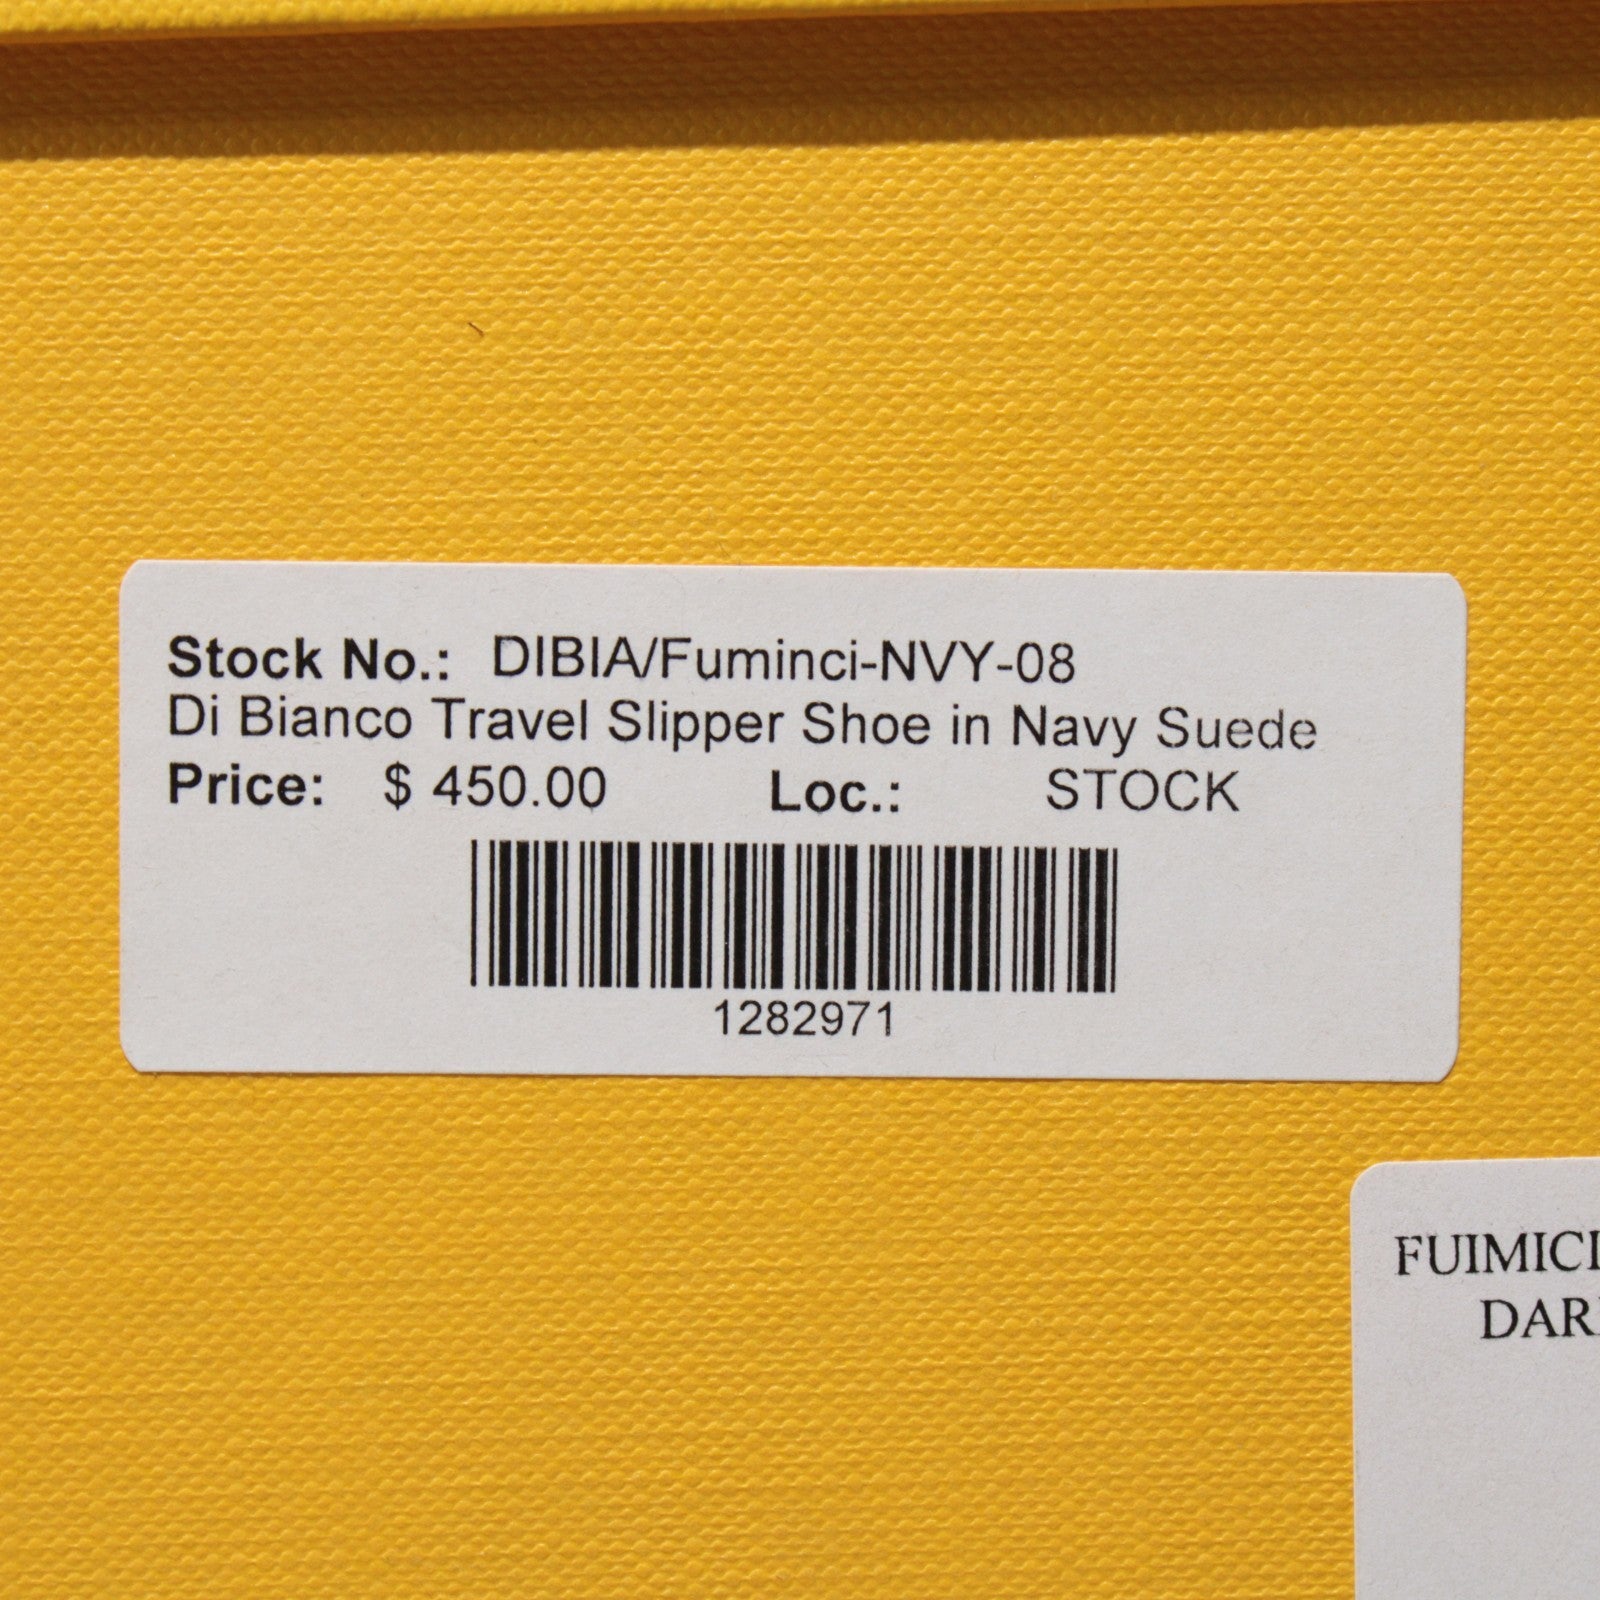 Stock No.: DIBIA/Fuminci-NVY-08
Di Bianco Travel Slipper Shoe in Navy Suede
Price: $ 450.00 Loc.: STOCK
1282971
FUIMICI